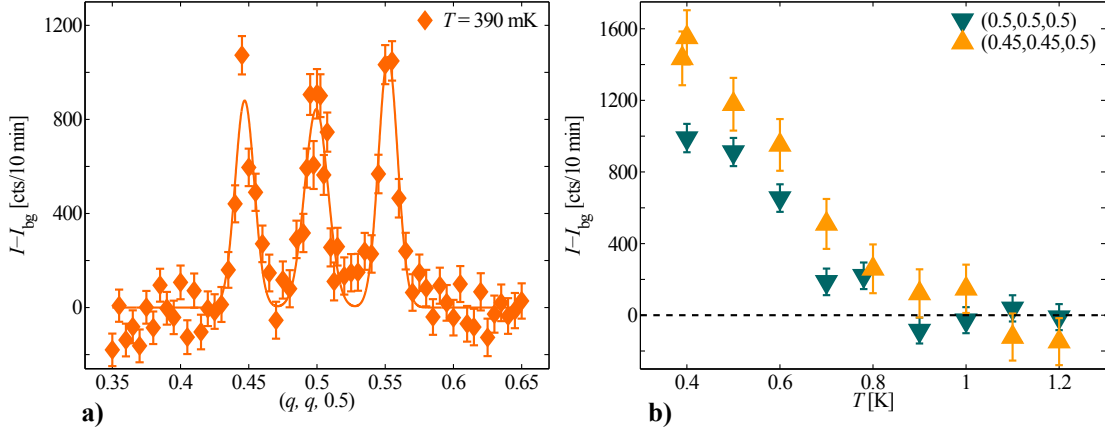 1200
800
400
0
I−I_bg [cts/10 min]
T = 390 mK
0.35 0.4 0.45 0.5 0.55 0.6 0.65
(q, q, 0.5)
a)
1600
1200
800
400
0
I−I_bg [cts/10 min]
(0.5,0.5,0.5)
(0.45,0.45,0.5)
0.4 0.6 0.8 1 1.2
T [K]
b)